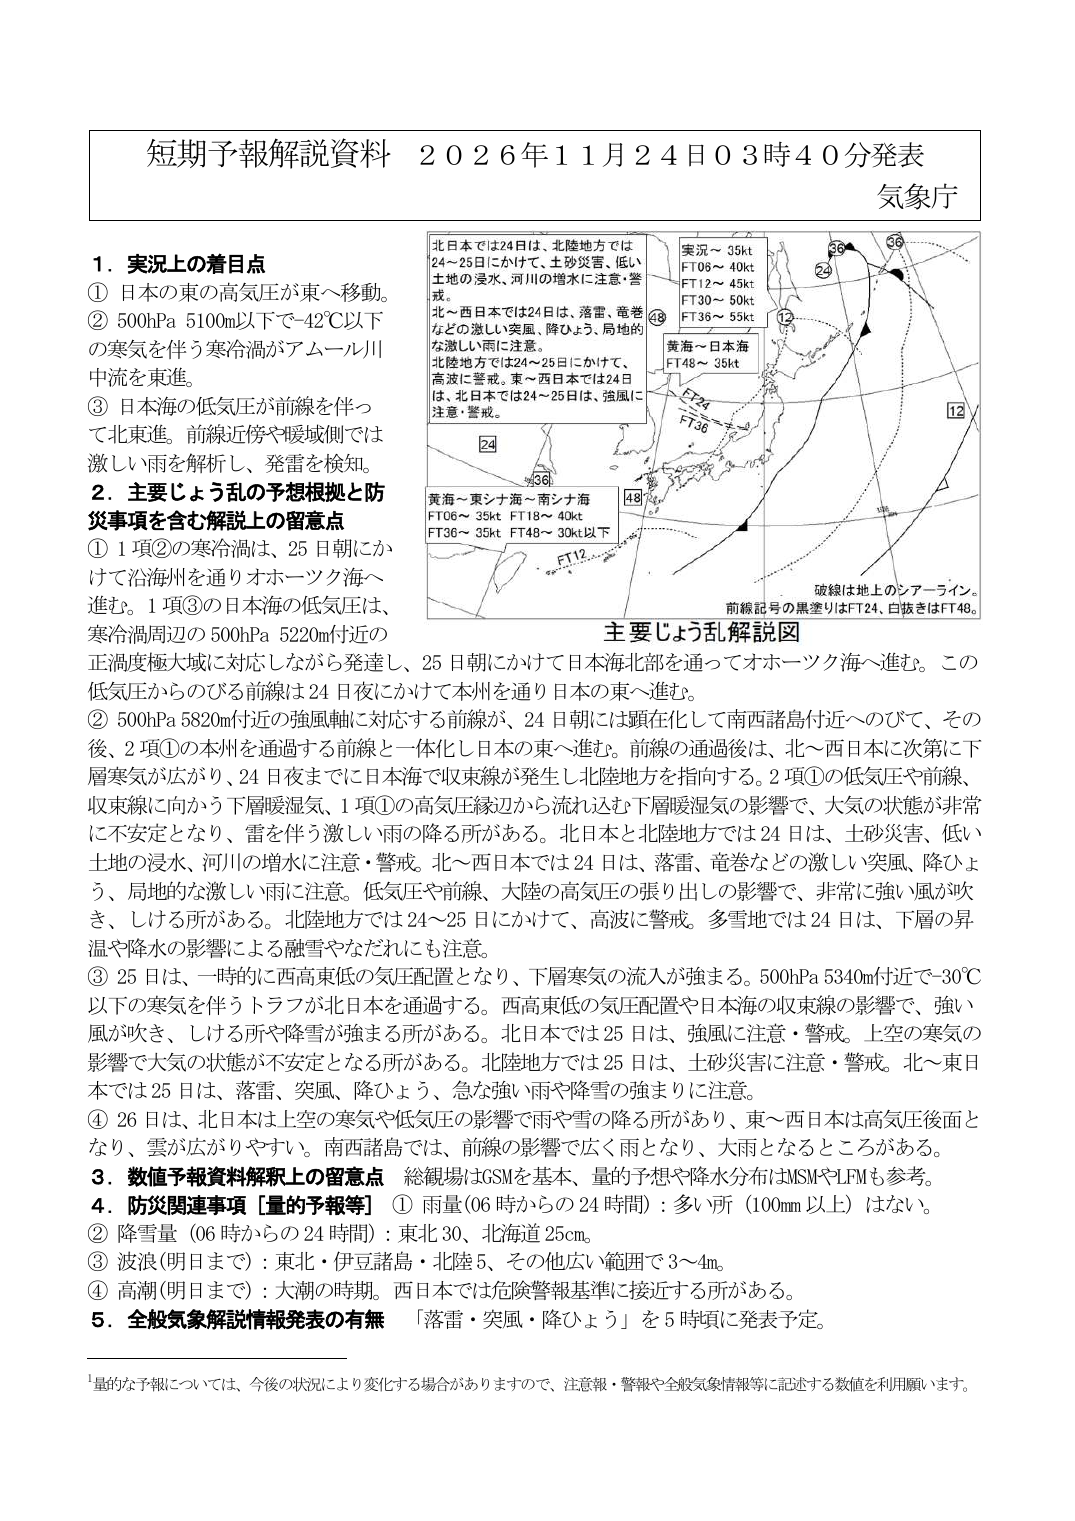 短期予報解説資料　２０２６年１１月２４日０３時４０分発表
気象庁
１．実況上の着目点
① 日本の東の高気圧が東へ移動。
② 500hPa 5100m以下で-42℃以下
の寒気を伴う寒冷渦がアムール川
中流を東進。
③ 日本海の低気圧が前線を伴っ
て北東進。前線近傍や暖域側では
激しい雨を解析し、発雷を検知。
２．主要じょう乱の予想根拠と防
災事項を含む解説上の留意点
① 1 項②の寒冷渦は、25 日朝にか
けて沿海州を通りオホーツク海へ
進む。1 項③の日本海の低気圧は、
寒冷渦周辺の 500hPa 5220m付近の
北日本では24日は、北陸地方では
24～25日にかけて、土砂災害、低い
土地の浸水、河川の増水に注意・警
戒。
北～西日本では24日は、落雷、竜巻
などの激しい突風、降ひょう、局地的
な激しい雨に注意。
北陸地方では24～25日にかけて、
高波に警戒。東～西日本では24日
は、北日本では24～25日は、強風に
注意・警戒。
実況～ 35kt
FT06～ 40kt
FT12～ 45kt
FT30～ 50kt
FT36～ 55kt
36
36
24
48
12
黄海～日本海
FT48～ 35kt
FT24
FT36
12
24
36
48
黄海～東シナ海～南シナ海
FT06～ 35kt FT18～ 40kt
FT36～ 35kt FT48～ 30kt以下
FT12
破線は地上のシアーライン。
前線記号の黒塗りはFT24、白抜きはFT48。
主要じょう乱解説図
正渦度極大域に対応しながら発達し、25 日朝にかけて日本海北部を通ってオホーツク海へ進む。この
低気圧からのびる前線は 24 日夜にかけて本州を通り日本の東へ進む。
② 500hPa 5820m付近の強風軸に対応する前線が、24 日朝には顕在化して南西諸島付近へのびて、その
後、2 項①の本州を通過する前線と一体化し日本の東へ進む。前線の通過後は、北～西日本に次第に下
層寒気が広がり、24 日夜までに日本海で収束線が発生し北陸地方を指向する。2 項①の低気圧や前線、
収束線に向かう下層暖湿気、1 項①の高気圧縁辺から流れ込む下層暖湿気の影響で、大気の状態が非常
に不安定となり、雷を伴う激しい雨の降る所がある。北日本と北陸地方では 24 日は、土砂災害、低い
土地の浸水、河川の増水に注意・警戒。北～西日本では 24 日は、落雷、竜巻などの激しい突風、降ひょ
う、局地的な激しい雨に注意。低気圧や前線、大陸の高気圧の張り出しの影響で、非常に強い風が吹
き、しける所がある。北陸地方では 24～25 日にかけて、高波に警戒。多雪地では 24 日は、下層の昇
温や降水の影響による融雪やなだれにも注意。
③ 25 日は、一時的に西高東低の気圧配置となり、下層寒気の流入が強まる。500hPa 5340m付近で-30℃
以下の寒気を伴うトラフが北日本を通過する。西高東低の気圧配置や日本海の収束線の影響で、強い
風が吹き、しける所や降雪が強まる所がある。北日本では 25 日は、強風に注意・警戒。上空の寒気の
影響で大気の状態が不安定となる所がある。北陸地方では 25 日は、土砂災害に注意・警戒。北～東日
本では 25 日は、落雷、突風、降ひょう、急な強い雨や降雪の強まりに注意。
④ 26 日は、北日本は上空の寒気や低気圧の影響で雨や雪の降る所があり、東～西日本は高気圧後面と
なり、雲が広がりやすい。南西諸島では、前線の影響で広く雨となり、大雨となるところがある。
３．数値予報資料解釈上の留意点　総観場はGSMを基本、量的予想や降水分布はMSMやLFMも参考。
４．防災関連事項［量的予報等］ ① 雨量(06 時からの 24 時間)：多い所（100mm 以上）はない。
② 降雪量（06 時からの 24 時間）：東北 30、北海道 25cm。
③ 波浪(明日まで)：東北・伊豆諸島・北陸 5、その他広い範囲で 3～4m。
④ 高潮(明日まで)：大潮の時期。西日本では危険警報基準に接近する所がある。
５．全般気象解説情報発表の有無　「落雷・突風・降ひょう」を 5 時頃に発表予定。
1量的な予報については、今後の状況により変化する場合がありますので、注意報・警報や全般気象情報等に記述する数値を利用願います。